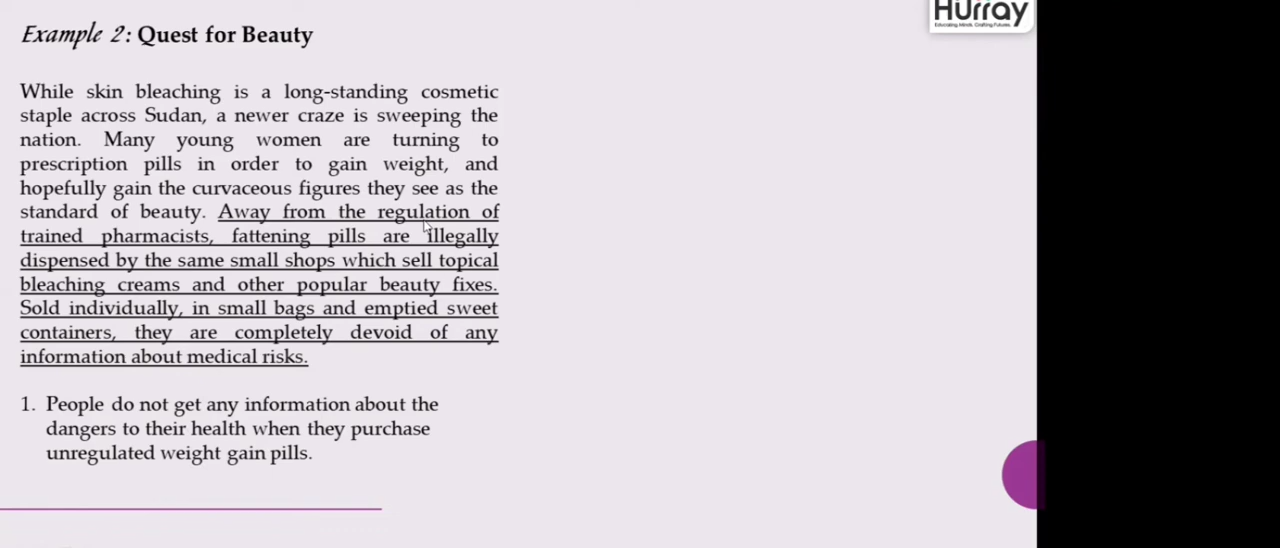 Hurray
Educating Minds. Crafting Futures.
Example 2: Quest for Beauty
While skin bleaching is a long-standing cosmetic
staple across Sudan, a newer craze is sweeping the
nation. Many young women are turning to
prescription pills in order to gain weight, and
hopefully gain the curvaceous figures they see as the
standard of beauty. Away from the regulation of
trained pharmacists, fattening pills are illegally
dispensed by the same small shops which sell topical
bleaching creams and other popular beauty fixes.
Sold individually, in small bags and emptied sweet
containers, they are completely devoid of any
information about medical risks.
1. People do not get any information about the
dangers to their health when they purchase
unregulated weight gain pills.